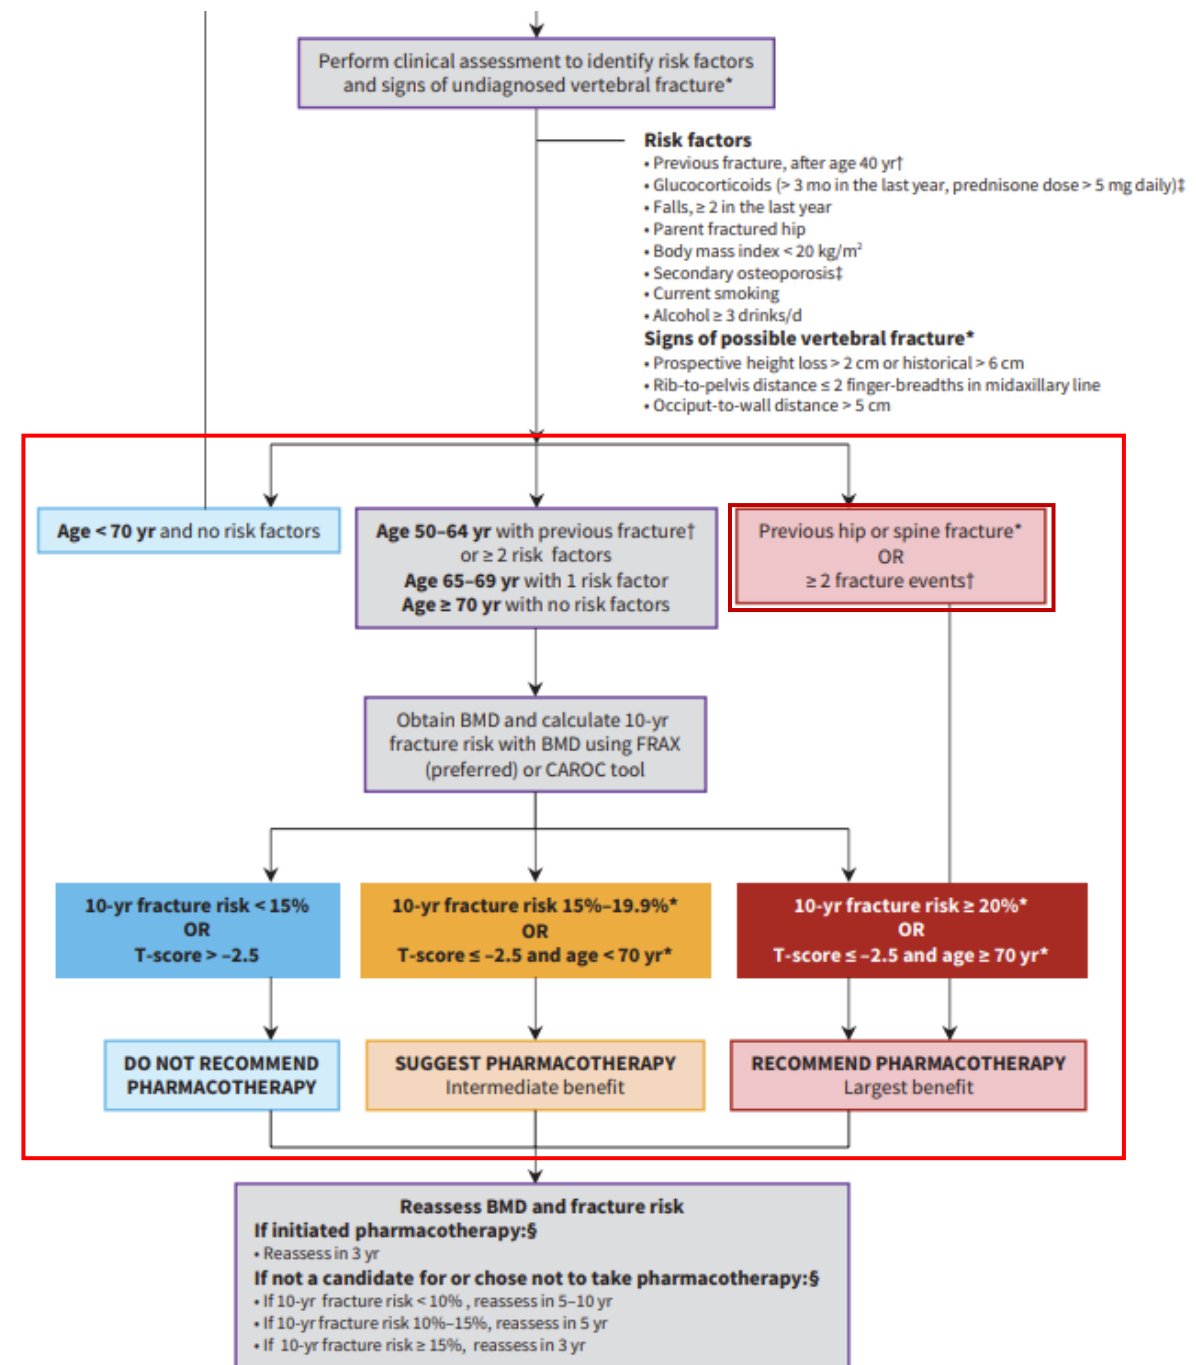 Perform clinical assessment to identify risk factors
and signs of undiagnosed vertebral fracture*
Risk factors
• Previous fracture, after age 40 yr†
• Glucocorticoids (> 3 mo in the last year, prednisone dose > 5 mg daily)‡
• Falls, ≥ 2 in the last year
• Parent fractured hip
• Body mass index < 20 kg/m²
• Secondary osteoporosis‡
• Current smoking
• Alcohol ≥ 3 drinks/d
Signs of possible vertebral fracture*
• Prospective height loss > 2 cm or historical > 6 cm
• Rib-to-pelvis distance ≤ 2 finger-breadths in midaxillary line
• Occiput-to-wall distance > 5 cm
Age < 70 yr and no risk factors
Age 50–64 yr with previous fracture†
or ≥ 2 risk factors
Age 65–69 yr with 1 risk factor
Age ≥ 70 yr with no risk factors
Previous hip or spine fracture*
OR
≥ 2 fracture events†
Obtain BMD and calculate 10-yr
fracture risk with BMD using FRAX
(preferred) or CAROC tool
10-yr fracture risk < 15%
OR
T-score > –2.5
10-yr fracture risk 15%–19.9%*
OR
T-score ≤ –2.5 and age < 70 yr*
10-yr fracture risk ≥ 20%*
OR
T-score ≤ –2.5 and age ≥ 70 yr*
DO NOT RECOMMEND
PHARMACOTHERAPY
SUGGEST PHARMACOTHERAPY
Intermediate benefit
RECOMMEND PHARMACOTHERAPY
Largest benefit
Reassess BMD and fracture risk
If initiated pharmacotherapy:§
• Reassess in 3 yr
If not a candidate for or chose not to take pharmacotherapy:§
• If 10-yr fracture risk < 10% , reassess in 5–10 yr
• If 10-yr fracture risk 10%–15%, reassess in 5 yr
• If 10-yr fracture risk ≥ 15%, reassess in 3 yr